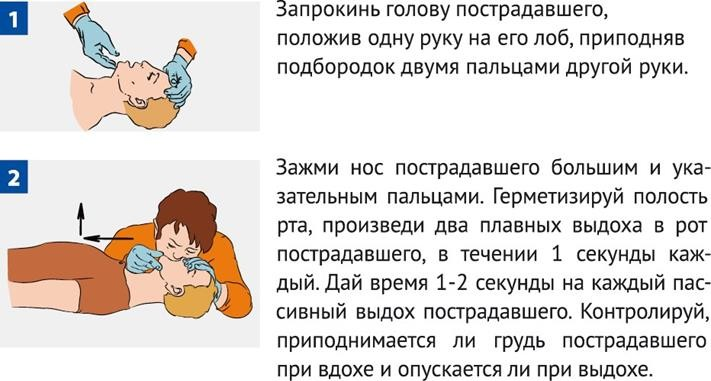 1
Запрокинь голову пострадавшего,
положив одну руку на его лоб, приподняв
подбородок двумя пальцами другой руки.
2
Зажми нос пострадавшего большим и ука-
зательным пальцами. Герметизируй полость
рта, произведи два плавных выдоха в рот
пострадавшего, в течении 1 секунды каж-
дый. Дай время 1-2 секунды на каждый пас-
сивный выдох пострадавшего. Контролируй,
приподнимается ли грудь пострадавшего
при вдохе и опускается ли при выдохе.